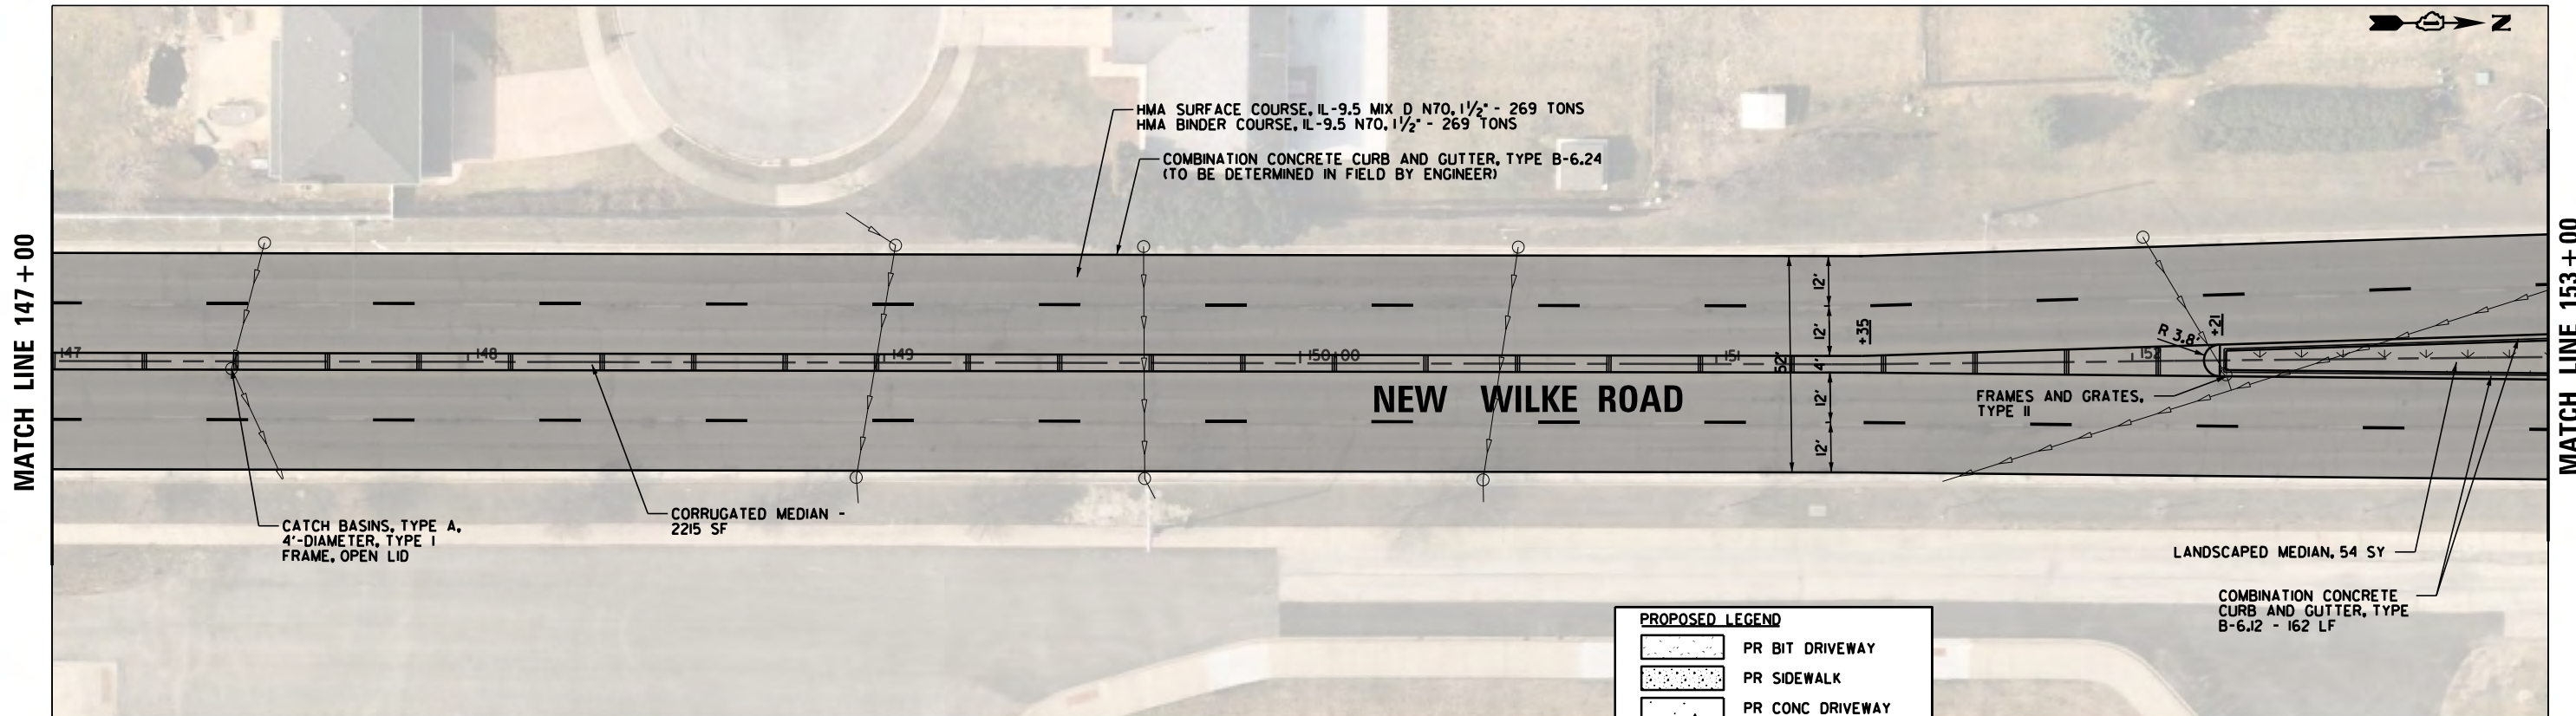 N
HMA SURFACE COURSE, IL-9.5 MIX D N70, 1 1/2" - 269 TONS
HMA BINDER COURSE, IL-9.5 N70, 1 1/2" - 269 TONS
COMBINATION CONCRETE CURB AND GUTTER, TYPE B-6.24
(TO BE DETERMINED IN FIELD BY ENGINEER)
MATCH LINE 147+00
MATCH LINE 153+00
12'
12'
4'
12'
12'
52'
+35
R 3.8'
+21
147
148
149
150+00
151
152
NEW WILKE ROAD
FRAMES AND GRATES,
TYPE II
CATCH BASINS, TYPE A,
4'-DIAMETER, TYPE 1
FRAME, OPEN LID
CORRUGATED MEDIAN -
2215 SF
LANDSCAPED MEDIAN, 54 SY
COMBINATION CONCRETE
CURB AND GUTTER, TYPE
B-6.12 - 162 LF
PROPOSED LEGEND
PR BIT DRIVEWAY
PR SIDEWALK
PR CONC DRIVEWAY